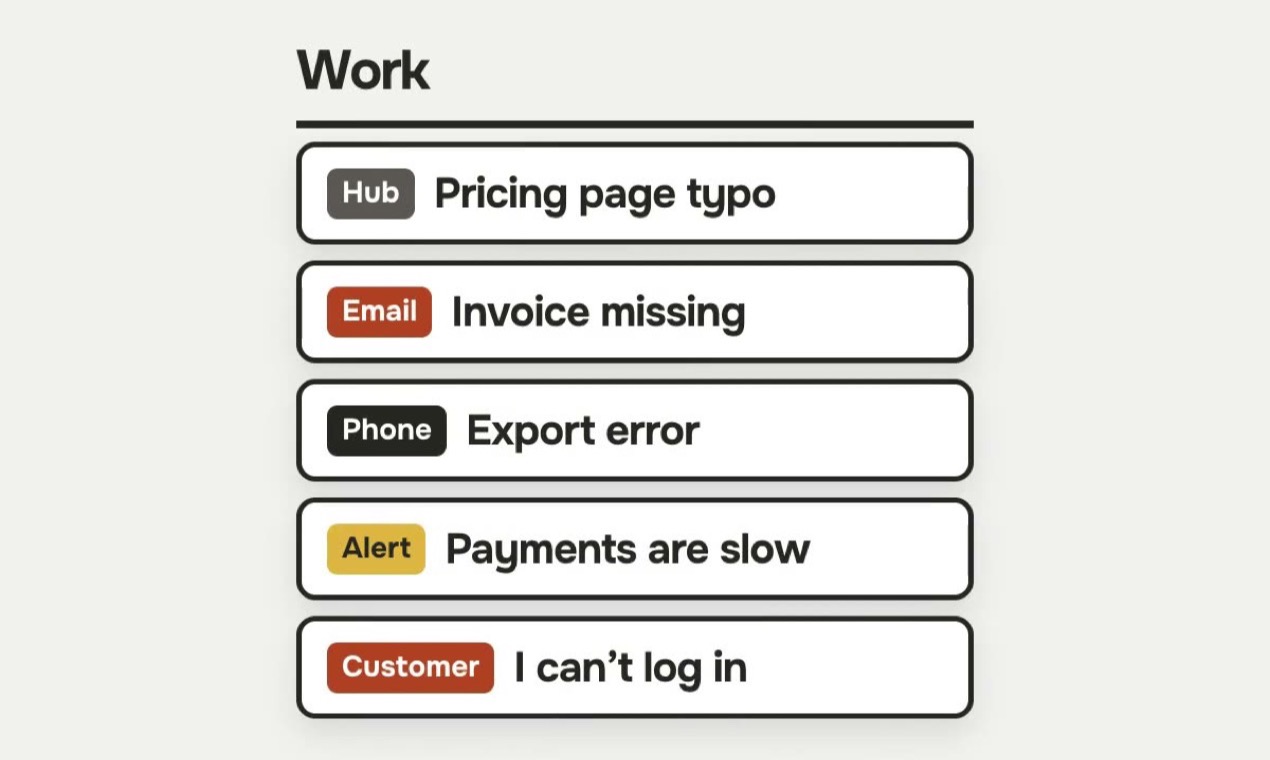 Work
Hub Pricing page typo
Email Invoice missing
Phone Export error
Alert Payments are slow
Customer I can’t log in